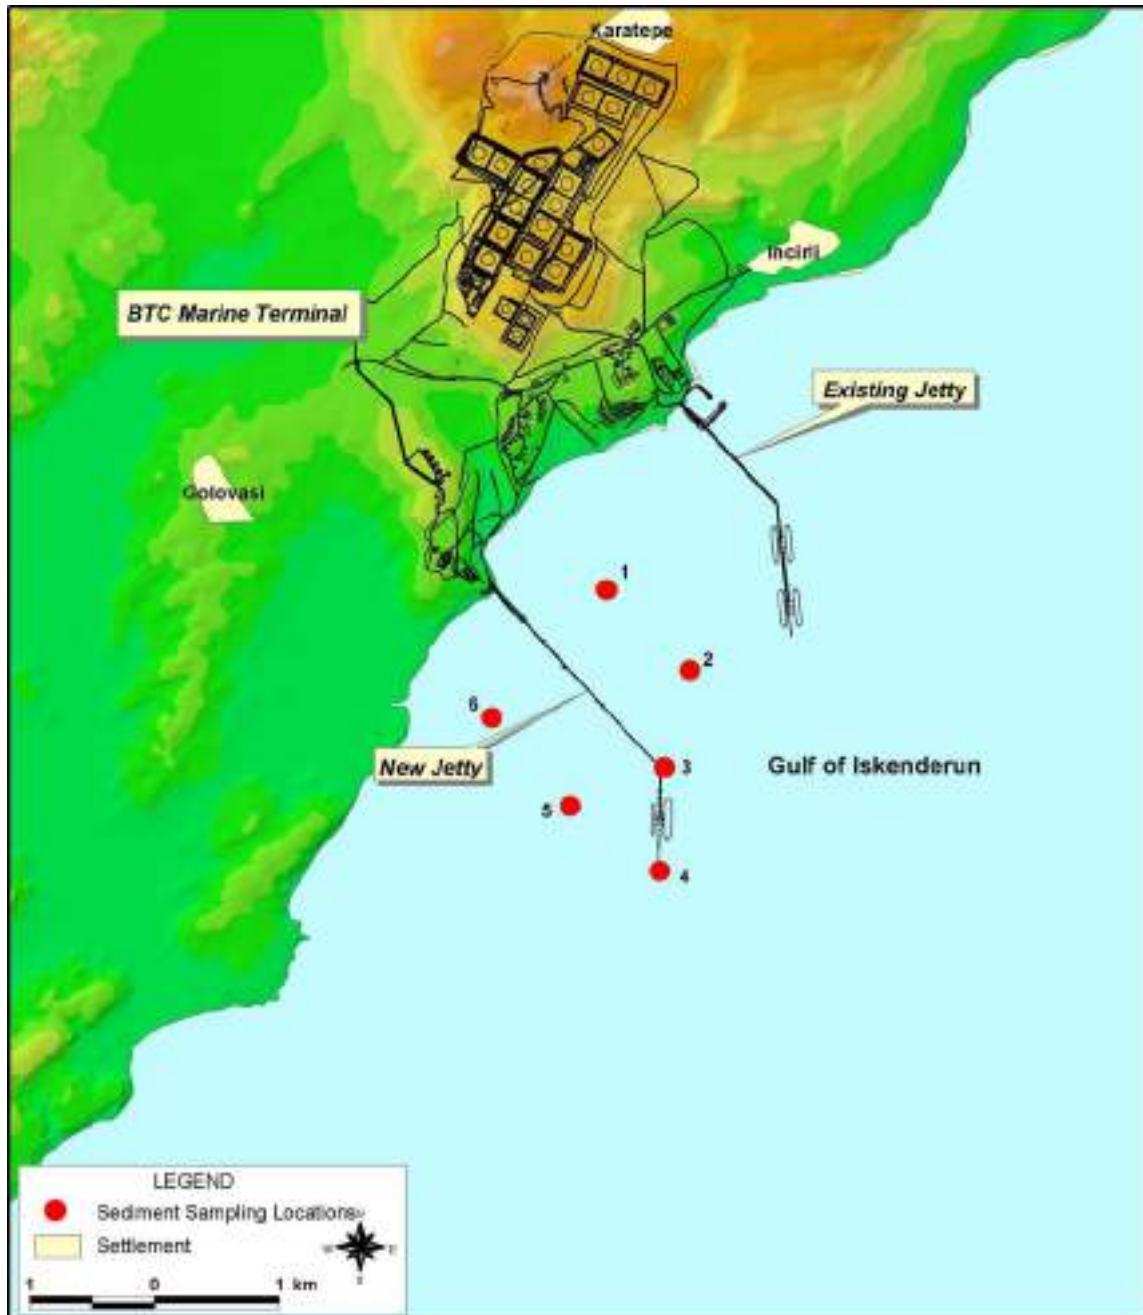 Karatepe
Incirli
BTC Marine Terminal
Existing Jetty
Golovasi
1
2
6
New Jetty
3
Gulf of Iskenderun
5
4
LEGEND
Sediment Sampling Locations
Settlement
N
W E
S
1 0 1 km